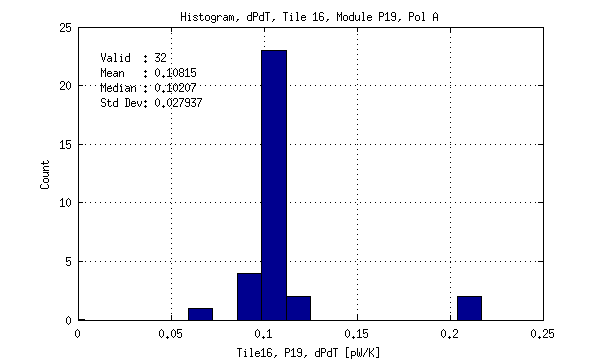 Histogram, dPdT, Tile 16, Module P19, Pol A
25
20
15
10
5
0
Count
Valid : 32
Mean : 0.10815
Median : 0.10207
Std Dev: 0.027937
0 0.05 0.1 0.15 0.2 0.25
Tile16, P19, dPdT [pW/K]